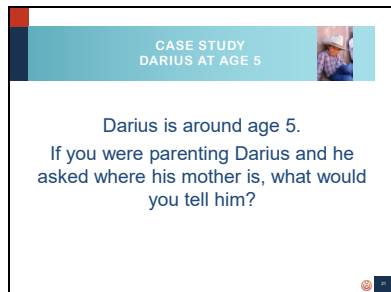 CASE STUDY
DARIUS AT AGE 5
Darius is around age 5.
If you were parenting Darius and he
asked where his mother is, what would
you tell him?